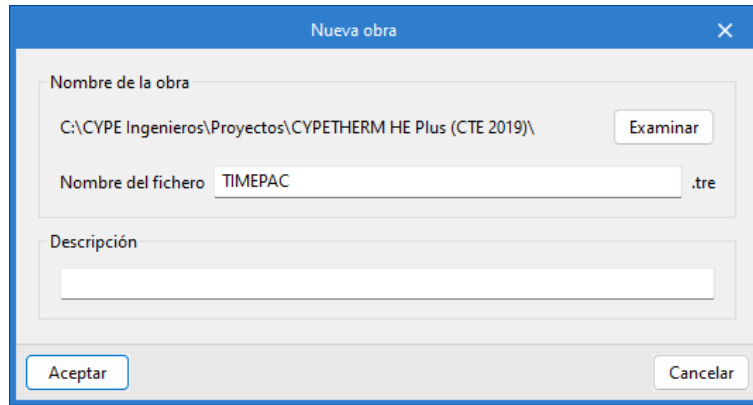 Nueva obra
Nombre de la obra
C:\CYPE Ingenieros\Proyectos\CYPETHERM HE Plus (CTE 2019)\ Examinar
Nombre del fichero TIMEPAC .tre
Descripción
Aceptar Cancelar